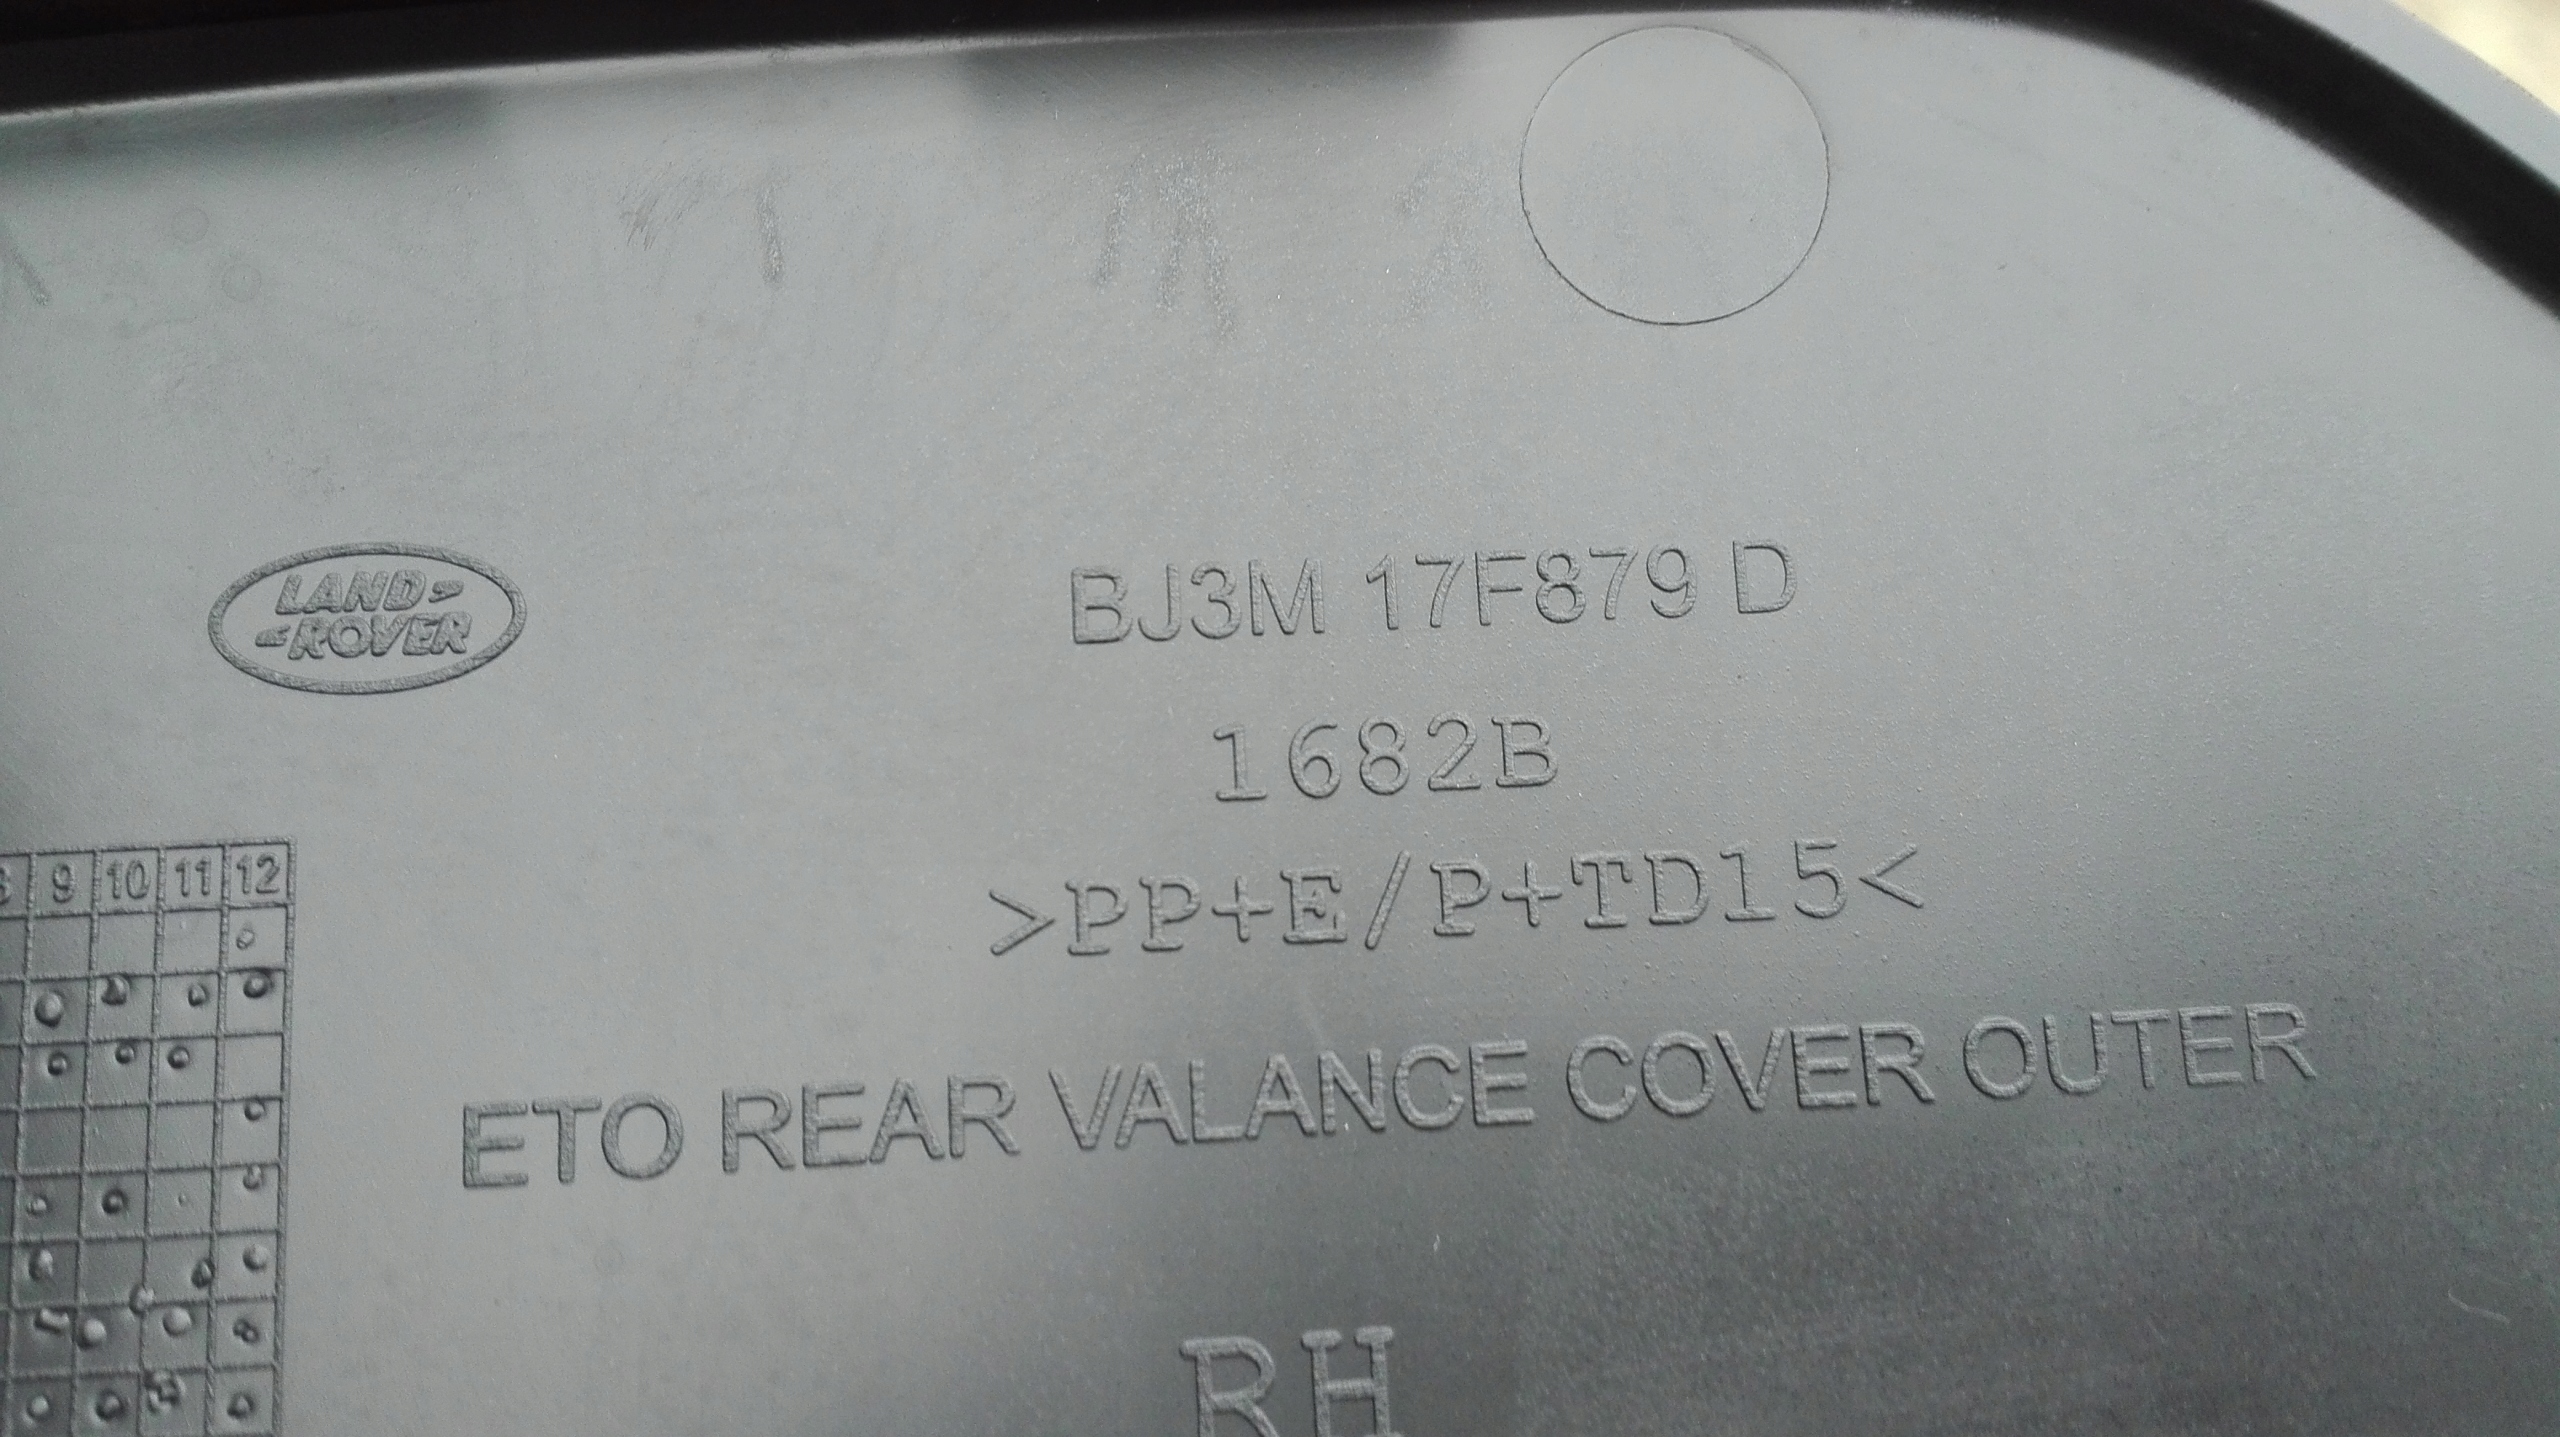 LAND
ROVER
BJ3M 17F879 D
1682B
>PP+E/P+TD15<
9 10 11 12
ETO REAR VALANCE COVER OUTER
RH